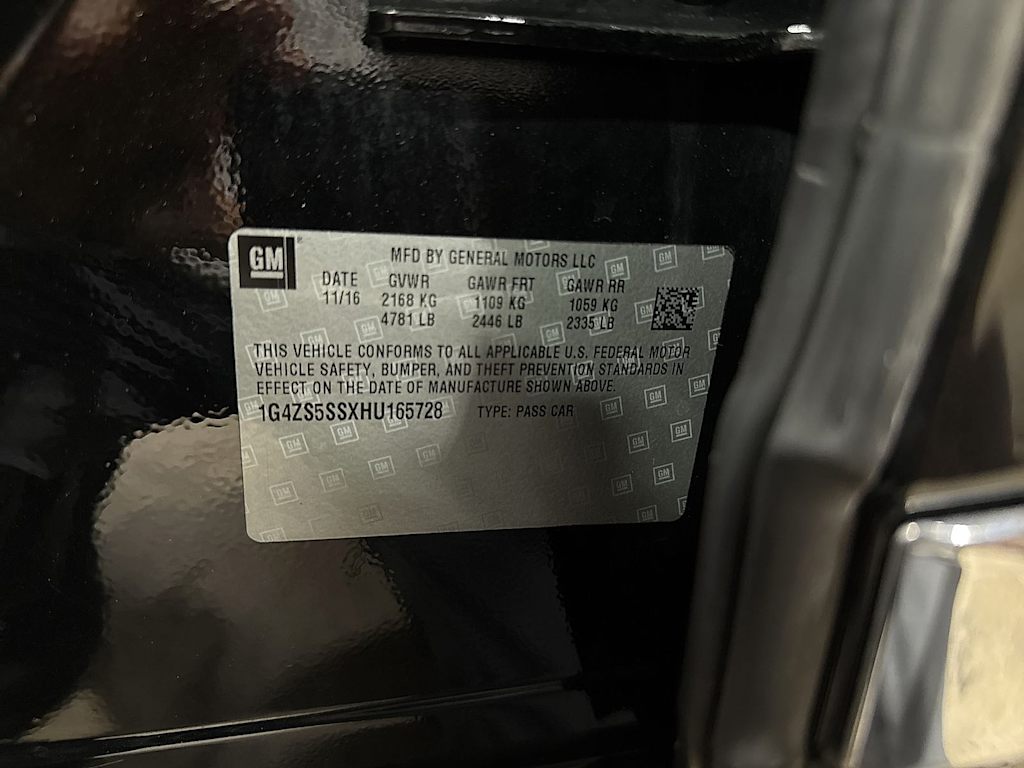 GM
MFD BY GENERAL MOTORS LLC
DATE GVWR GAWR FRT GAWR RR
11/16 2168 KG 1109 KG 1059 KG
4781 LB 2446 LB 2335 LB
THIS VEHICLE CONFORMS TO ALL APPLICABLE U.S. FEDERAL MOTOR
VEHICLE SAFETY, BUMPER, AND THEFT PREVENTION STANDARDS IN
EFFECT ON THE DATE OF MANUFACTURE SHOWN ABOVE.
1G4ZS5SSXHU165728 TYPE: PASS CAR